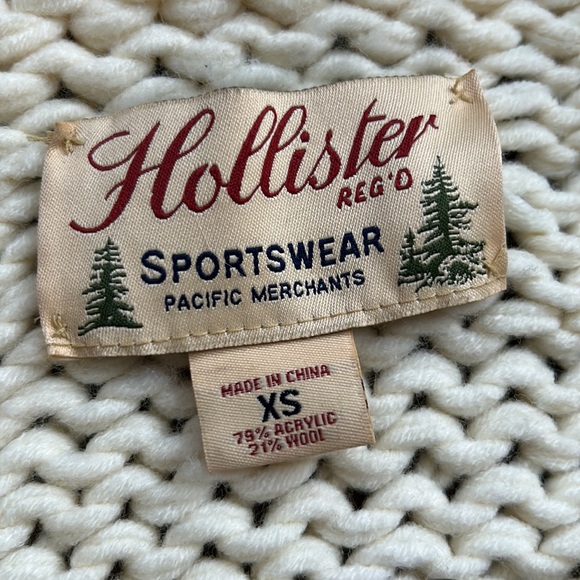 Hollister
REG'D
SPORTSWEAR
PACIFIC MERCHANTS
MADE IN CHINA
XS
79% ACRYLIC
21% WOOL